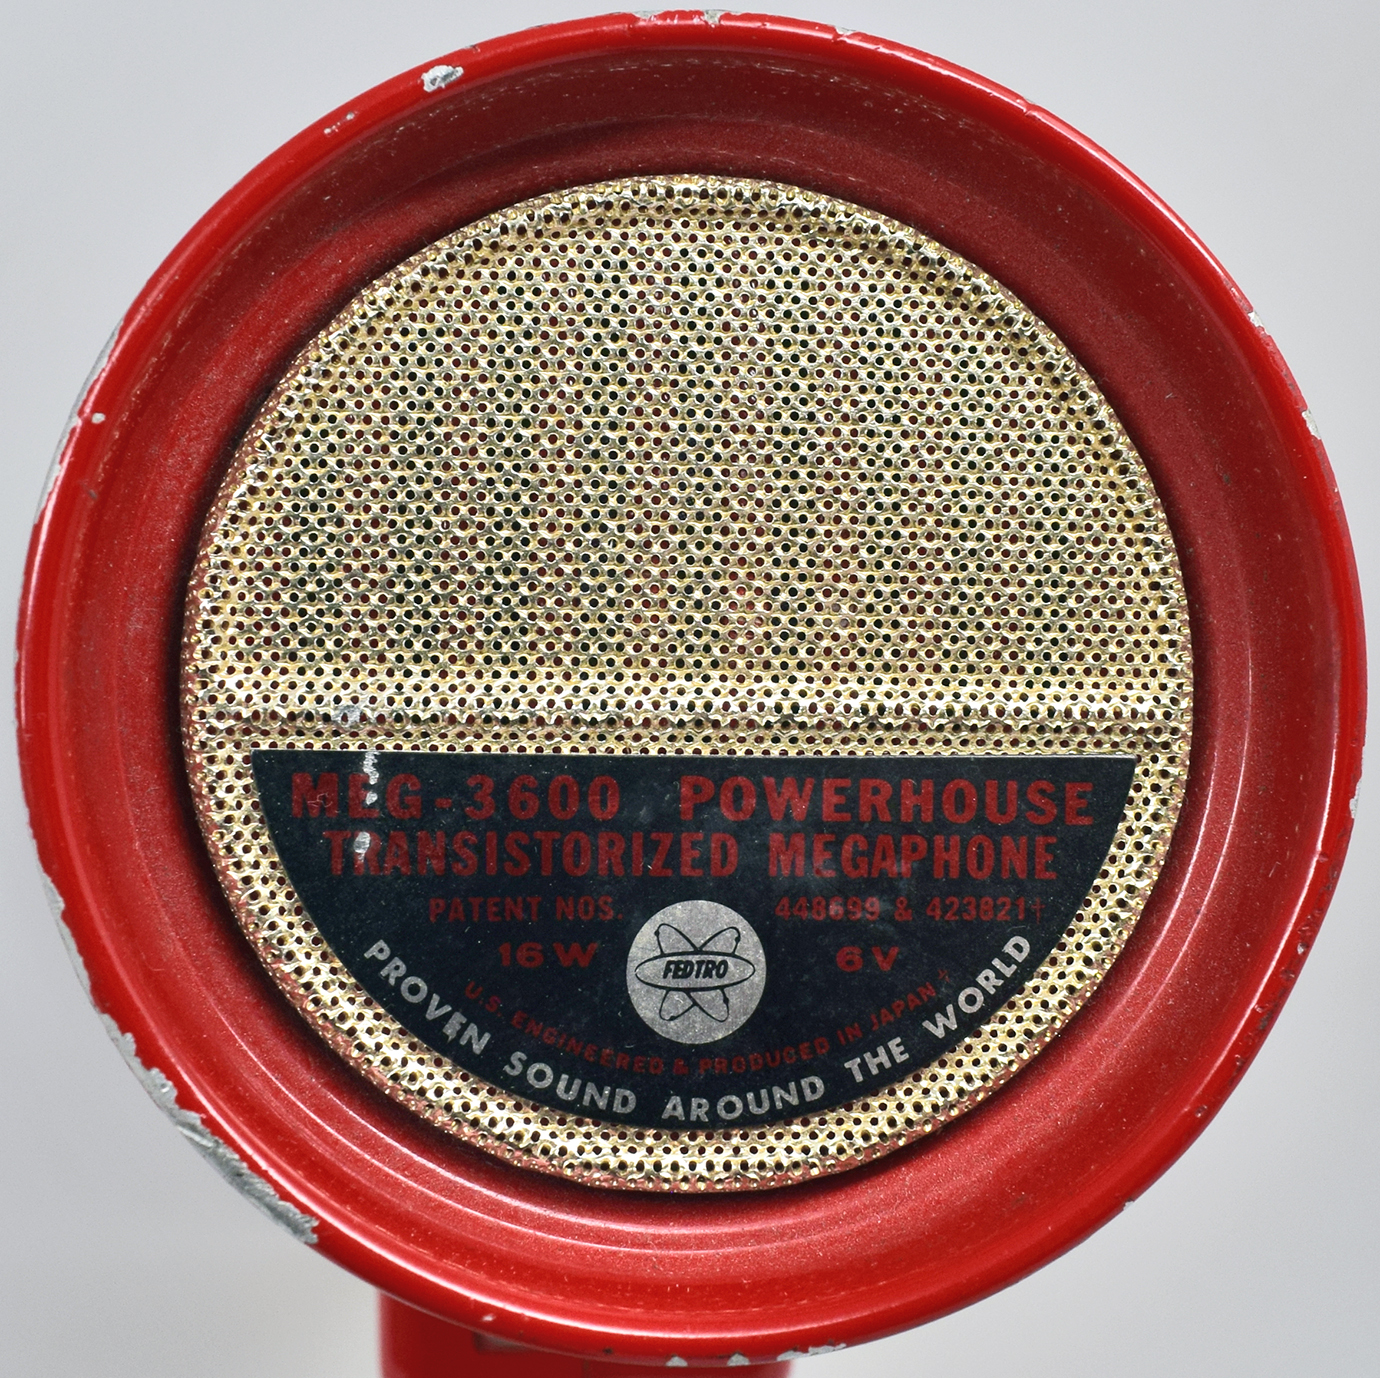 MEG-3600 POWERHOUSE
TRANSISTORIZED MEGAPHONE
PATENT NOS. 448699 & 423821†
16W 6V
FEDTRO
U.S. ENGINEERED & PRODUCED IN JAPAN
PROVEN SOUND AROUND THE WORLD